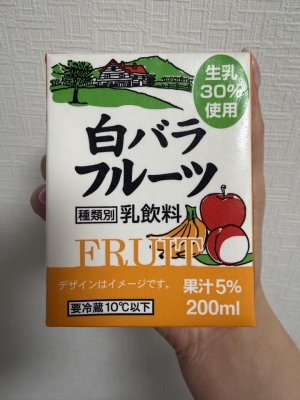 生乳
30%
使用
白バラ
フルーツ
種類別 乳飲料
FRUIT
デザインはイメージです。 果汁5%
要冷蔵10℃以下 200ml